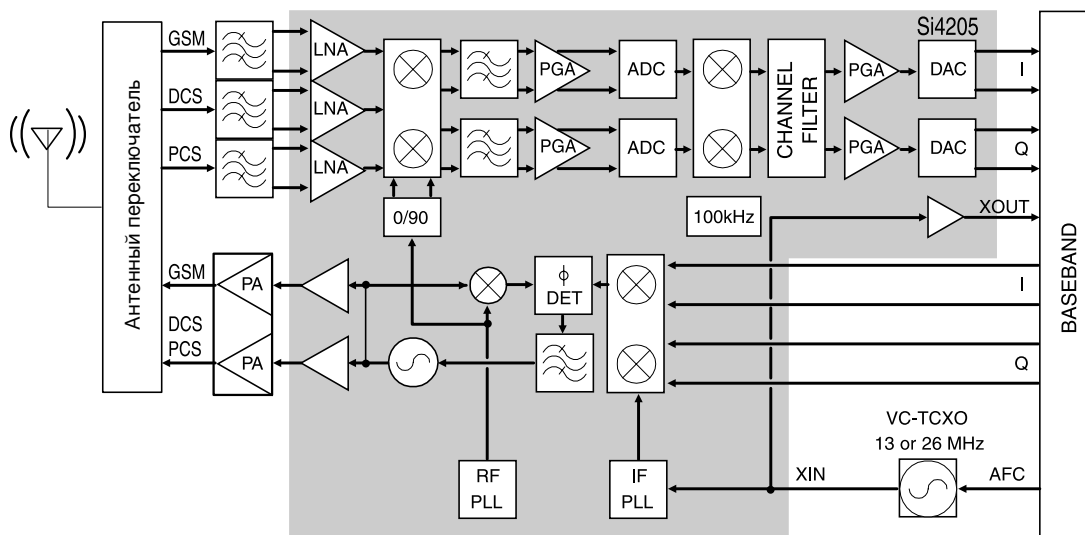 Si4205
GSM
LNA
PGA
ADC
PGA
DAC
I
DCS
LNA
CHANNEL
FILTER
PCS
LNA
PGA
ADC
PGA
DAC
Q
Антенный переключатель
BASEBAND
0/90
100kHz
XOUT
GSM
PA
ϕ
DET
I
DCS
PCS
PA
Q
VC-TCXO
13 or 26 MHz
RF
PLL
IF
PLL
XIN
AFC